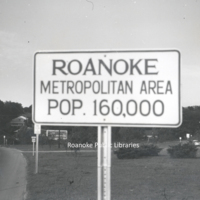 ROANOKE
METROPOLITAN AREA
POP. 160,000
Roanoke Public Libraries